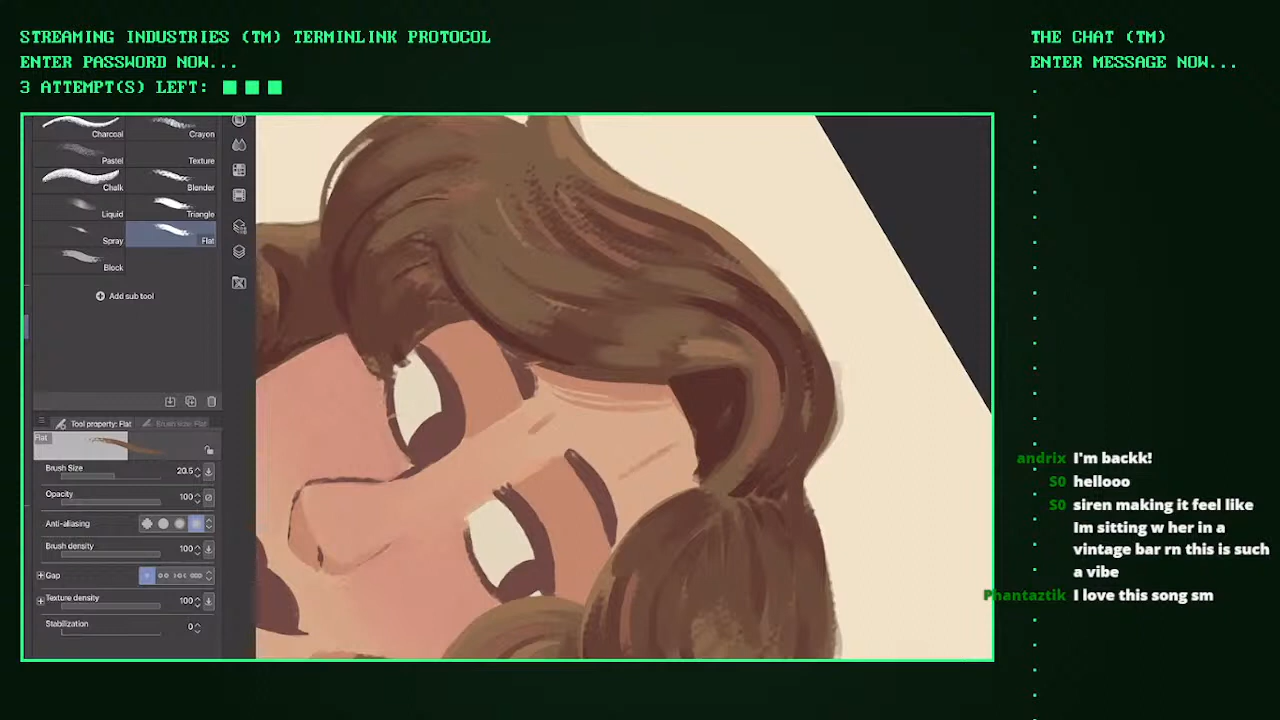 STREAMING INDUSTRIES (TM) TERMINLINK PROTOCOL
ENTER PASSWORD NOW...
3 ATTEMPT(S) LEFT:
THE CHAT (TM)
ENTER MESSAGE NOW...
Charcoal
Crayon
Pastel
Texture
Chalk
Blender
Liquid
Triangle
Spray
Flat
Block
Add sub tool
Tool property: Flat
Brush size: Flat
Flat
Brush Size 20.5
Opacity 100
Anti-aliasing
Brush density 100
Gap
Texture density 100
Stabilization 0
andrix I'm backk!
S0 hellooo
S0 siren making it feel like
Im sitting w her in a
vintage bar rn this is such
a vibe
Phantaztik I love this song sm